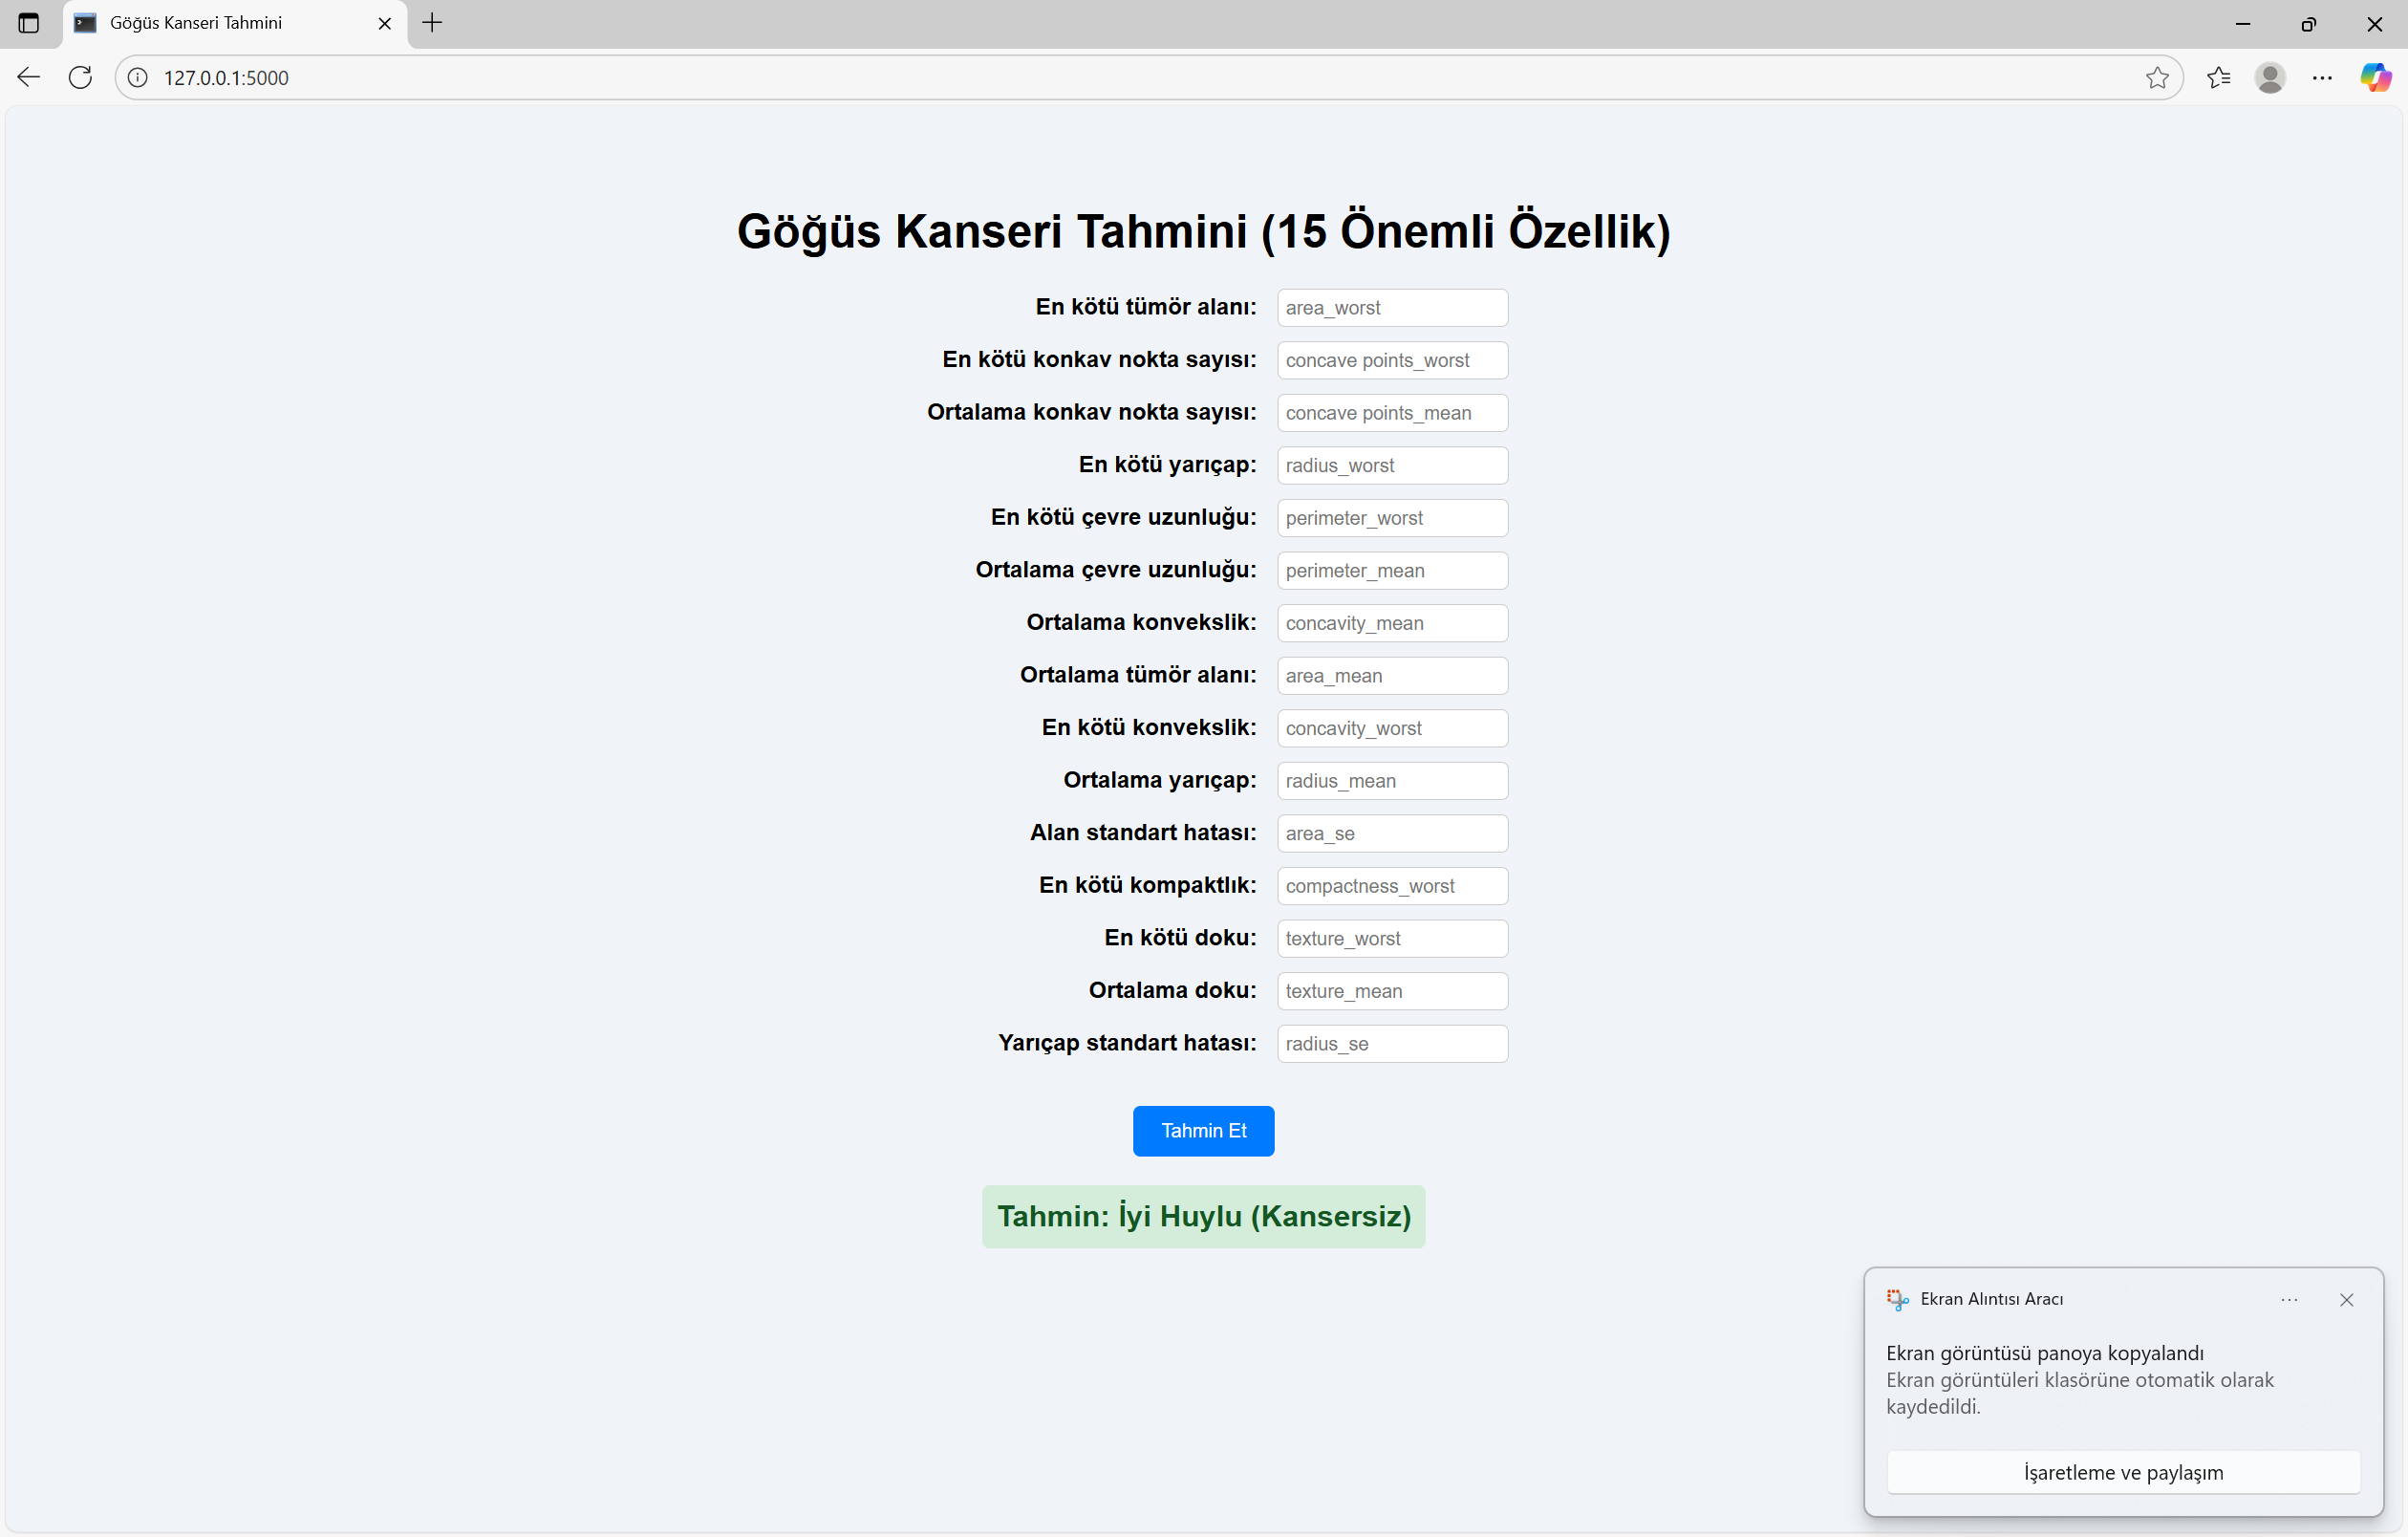 Göğüs Kanseri Tahmini
127.0.0.1:5000
Göğüs Kanseri Tahmini (15 Önemli Özellik)
En kötü tümör alanı: area_worst
En kötü konkav nokta sayısı: concave points_worst
Ortalama konkav nokta sayısı: concave points_mean
En kötü yarıçap: radius_worst
En kötü çevre uzunluğu: perimeter_worst
Ortalama çevre uzunluğu: perimeter_mean
Ortalama konvekslik: concavity_mean
Ortalama tümör alanı: area_mean
En kötü konvekslik: concavity_worst
Ortalama yarıçap: radius_mean
Alan standart hatası: area_se
En kötü kompaktlık: compactness_worst
En kötü doku: texture_worst
Ortalama doku: texture_mean
Yarıçap standart hatası: radius_se
Tahmin Et
Tahmin: İyi Huylu (Kansersiz)
Ekran Alıntısı Aracı
Ekran görüntüsü panoya kopyalandı
Ekran görüntüleri klasörüne otomatik olarak
kaydedildi.
İşaretleme ve paylaşım